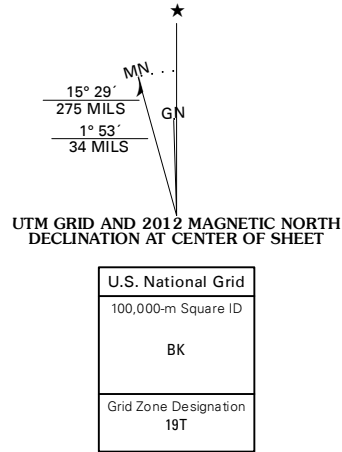 ★
MN
15° 29´
275 MILS
GN
1° 53´
34 MILS
UTM GRID AND 2012 MAGNETIC NORTH
DECLINATION AT CENTER OF SHEET
U.S. National Grid
100,000-m Square ID
BK
Grid Zone Designation
19T